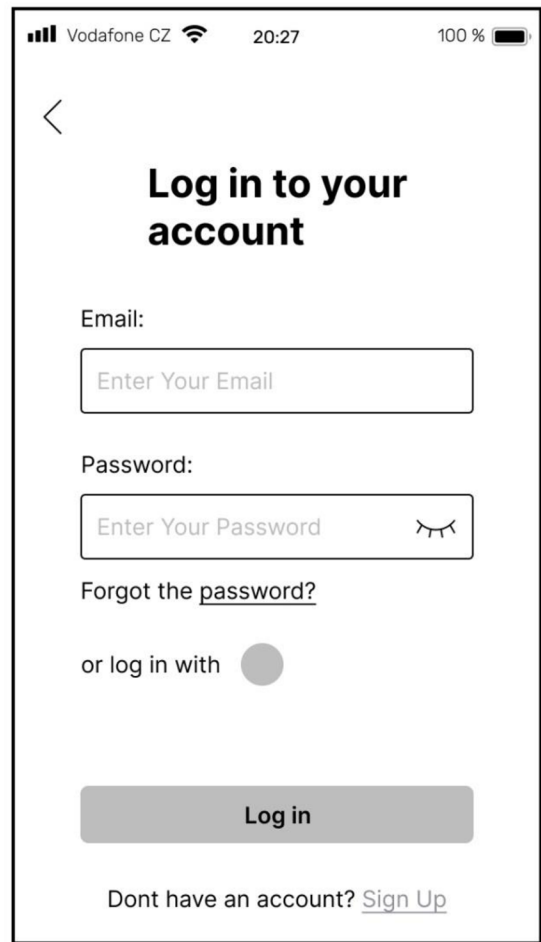 Vodafone CZ 20:27 100 %
Log in to your
account
Email:
Enter Your Email
Password:
Enter Your Password
Forgot the password?
or log in with
Log in
Dont have an account? Sign Up